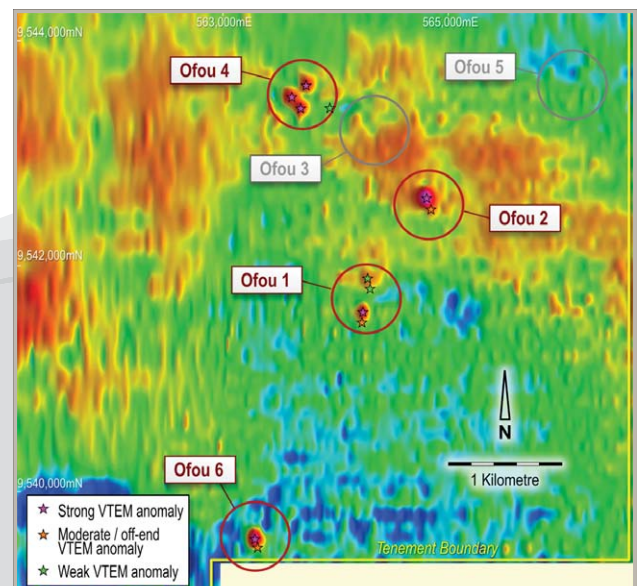 563,000mE
565,000mE
9,544,000mN
Ofou 4
Ofou 5
Ofou 3
Ofou 2
9,542,000mN
Ofou 1
N
1 Kilometre
9,540,000mN
Ofou 6
Strong VTEM anomaly
Moderate / off-end
VTEM anomaly
Weak VTEM anomaly
Tenement Boundary